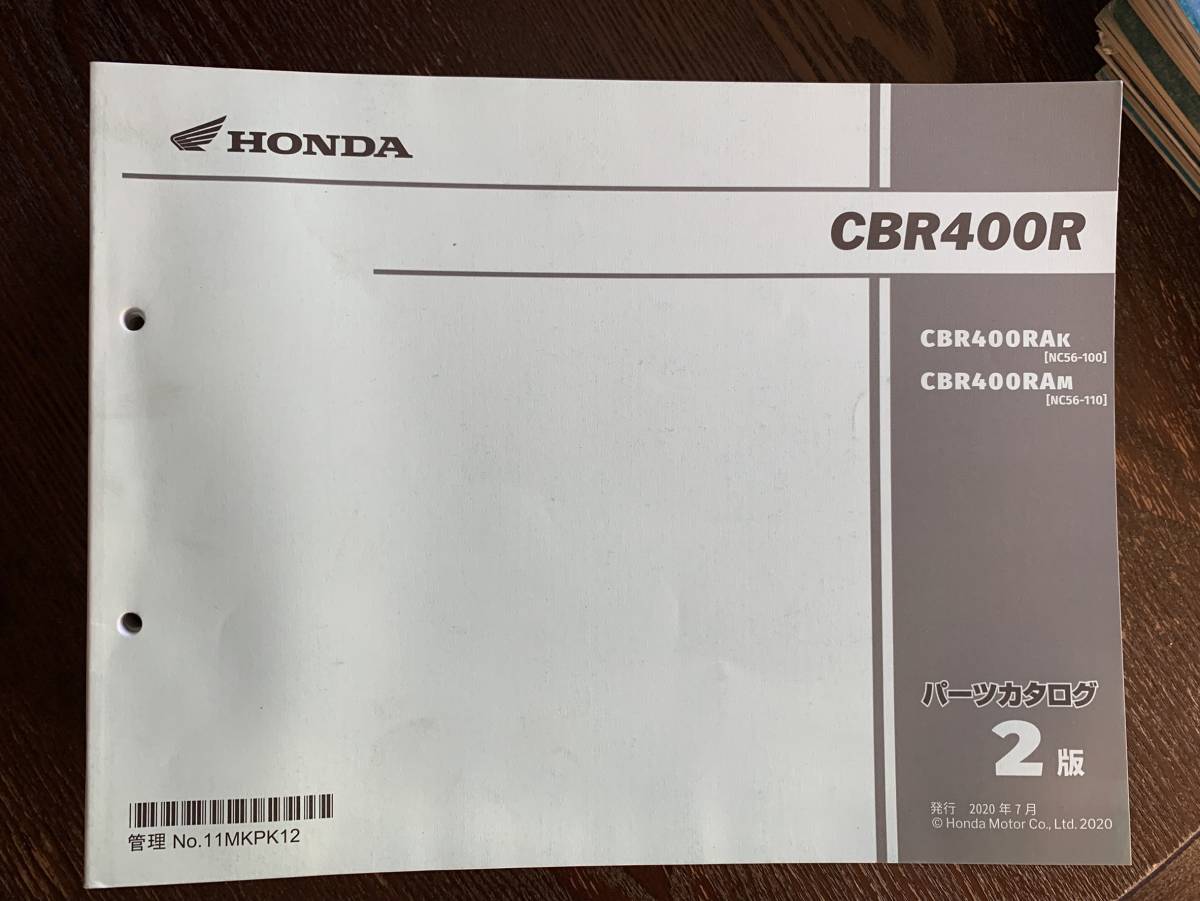 HONDA
CBR400R
CBR400RAK
[NC56-100]
CBR400RAM
[NC56-110]
パーツカタログ
2版
発行 2020年7月
© Honda Motor Co., Ltd. 2020
管理 No.11MKPK12